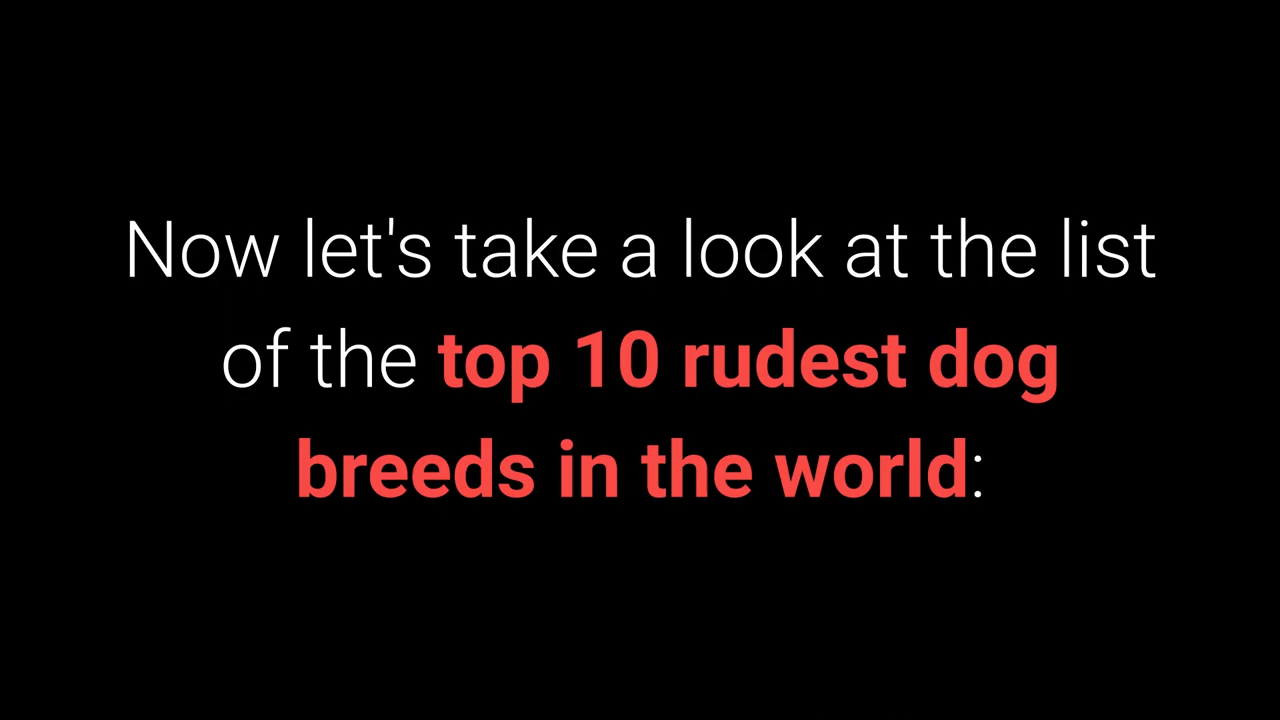 Now let's take a look at the list
of the top 10 rudest dog
breeds in the world: